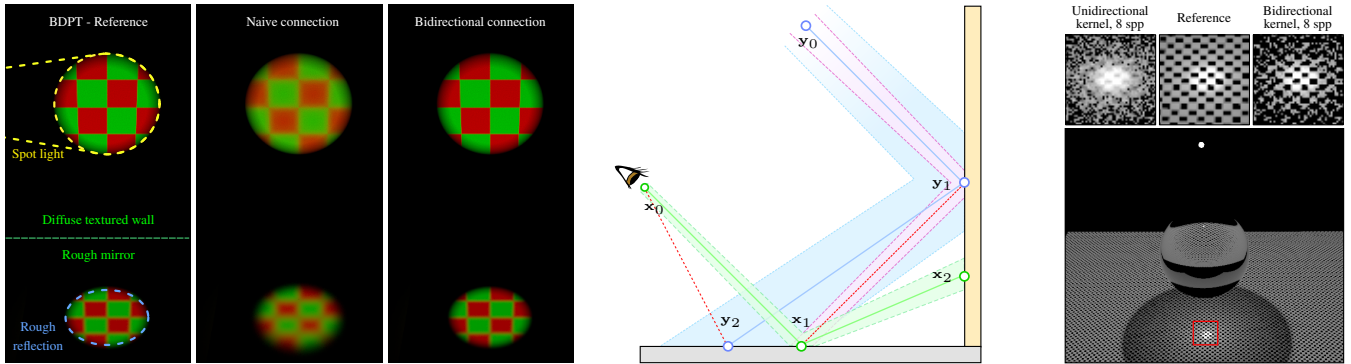 BDPT - Reference
Naive connection
Bidirectional connection
Spot light
Diffuse textured wall
Rough mirror
Rough
reflection
y0
x0
y1
x2
y2
x1
Unidirectional
kernel, 8 spp
Reference
Bidirectional
kernel, 8 spp